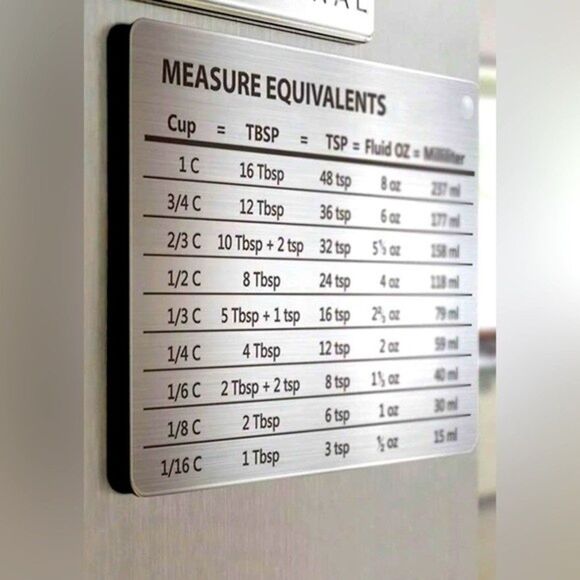 NAL
MEASURE EQUIVALENTS
Cup = TBSP = TSP = Fluid OZ = Milliliter
1 C 16 Tbsp 48 tsp 8 oz 237 ml
3/4 C 12 Tbsp 36 tsp 6 oz 177 ml
2/3 C 10 Tbsp + 2 tsp 32 tsp 5⅓ oz 158 ml
1/2 C 8 Tbsp 24 tsp 4 oz 118 ml
1/3 C 5 Tbsp + 1 tsp 16 tsp 2⅔ oz 79 ml
1/4 C 4 Tbsp 12 tsp 2 oz 59 ml
1/6 C 2 Tbsp + 2 tsp 8 tsp 1⅓ oz 40 ml
1/8 C 2 Tbsp 6 tsp 1 oz 30 ml
1/16 C 1 Tbsp 3 tsp ½ oz 15 ml